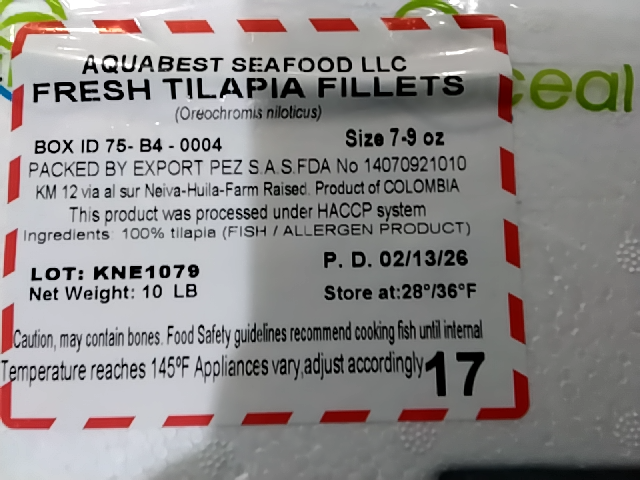 AQUABEST SEAFOOD LLC
FRESH TILAPIA FILLETS
(Oreochromis niloticus)
BOX ID 75- B4 - 0004 Size 7-9 oz
PACKED BY EXPORT PEZ S.A.S.FDA No 14070921010
KM 12 via al sur Neiva-Huila-Farm Raised. Product of COLOMBIA
This product was processed under HACCP system
Ingredients: 100% tilapia (FISH / ALLERGEN PRODUCT)
LOT: KNE1079 P. D. 02/13/26
Net Weight: 10 LB Store at:28°/36°F
Caution, may contain bones. Food Safety guidelines recommend cooking fish until internal
Temperature reaches 145ºF Appliances vary,adjust accordingly 17